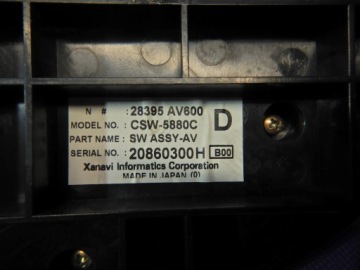 N # : 28395 AV600
MODEL NO. : CSW-5880C D
PART NAME : SW ASSY-AV
SERIAL NO. : 20860300H B00
Xanavi Informatics Corporation
MADE IN JAPAN (0)